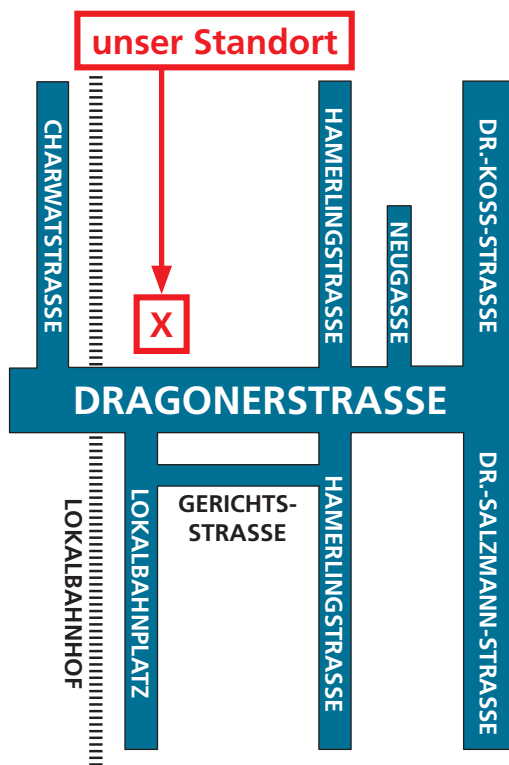 unser Standort
CHARWATSTRASSE
HAMERLINGSTRASSE
DR.-KOSS-STRASSE
NEUGASSE
X
DRAGONERSTRASSE
LOKALBAHNHOF
LOKALBAHNPLATZ
GERICHTS-
STRASSE
HAMERLINGSTRASSE
DR.-SALZMANN-STRASSE